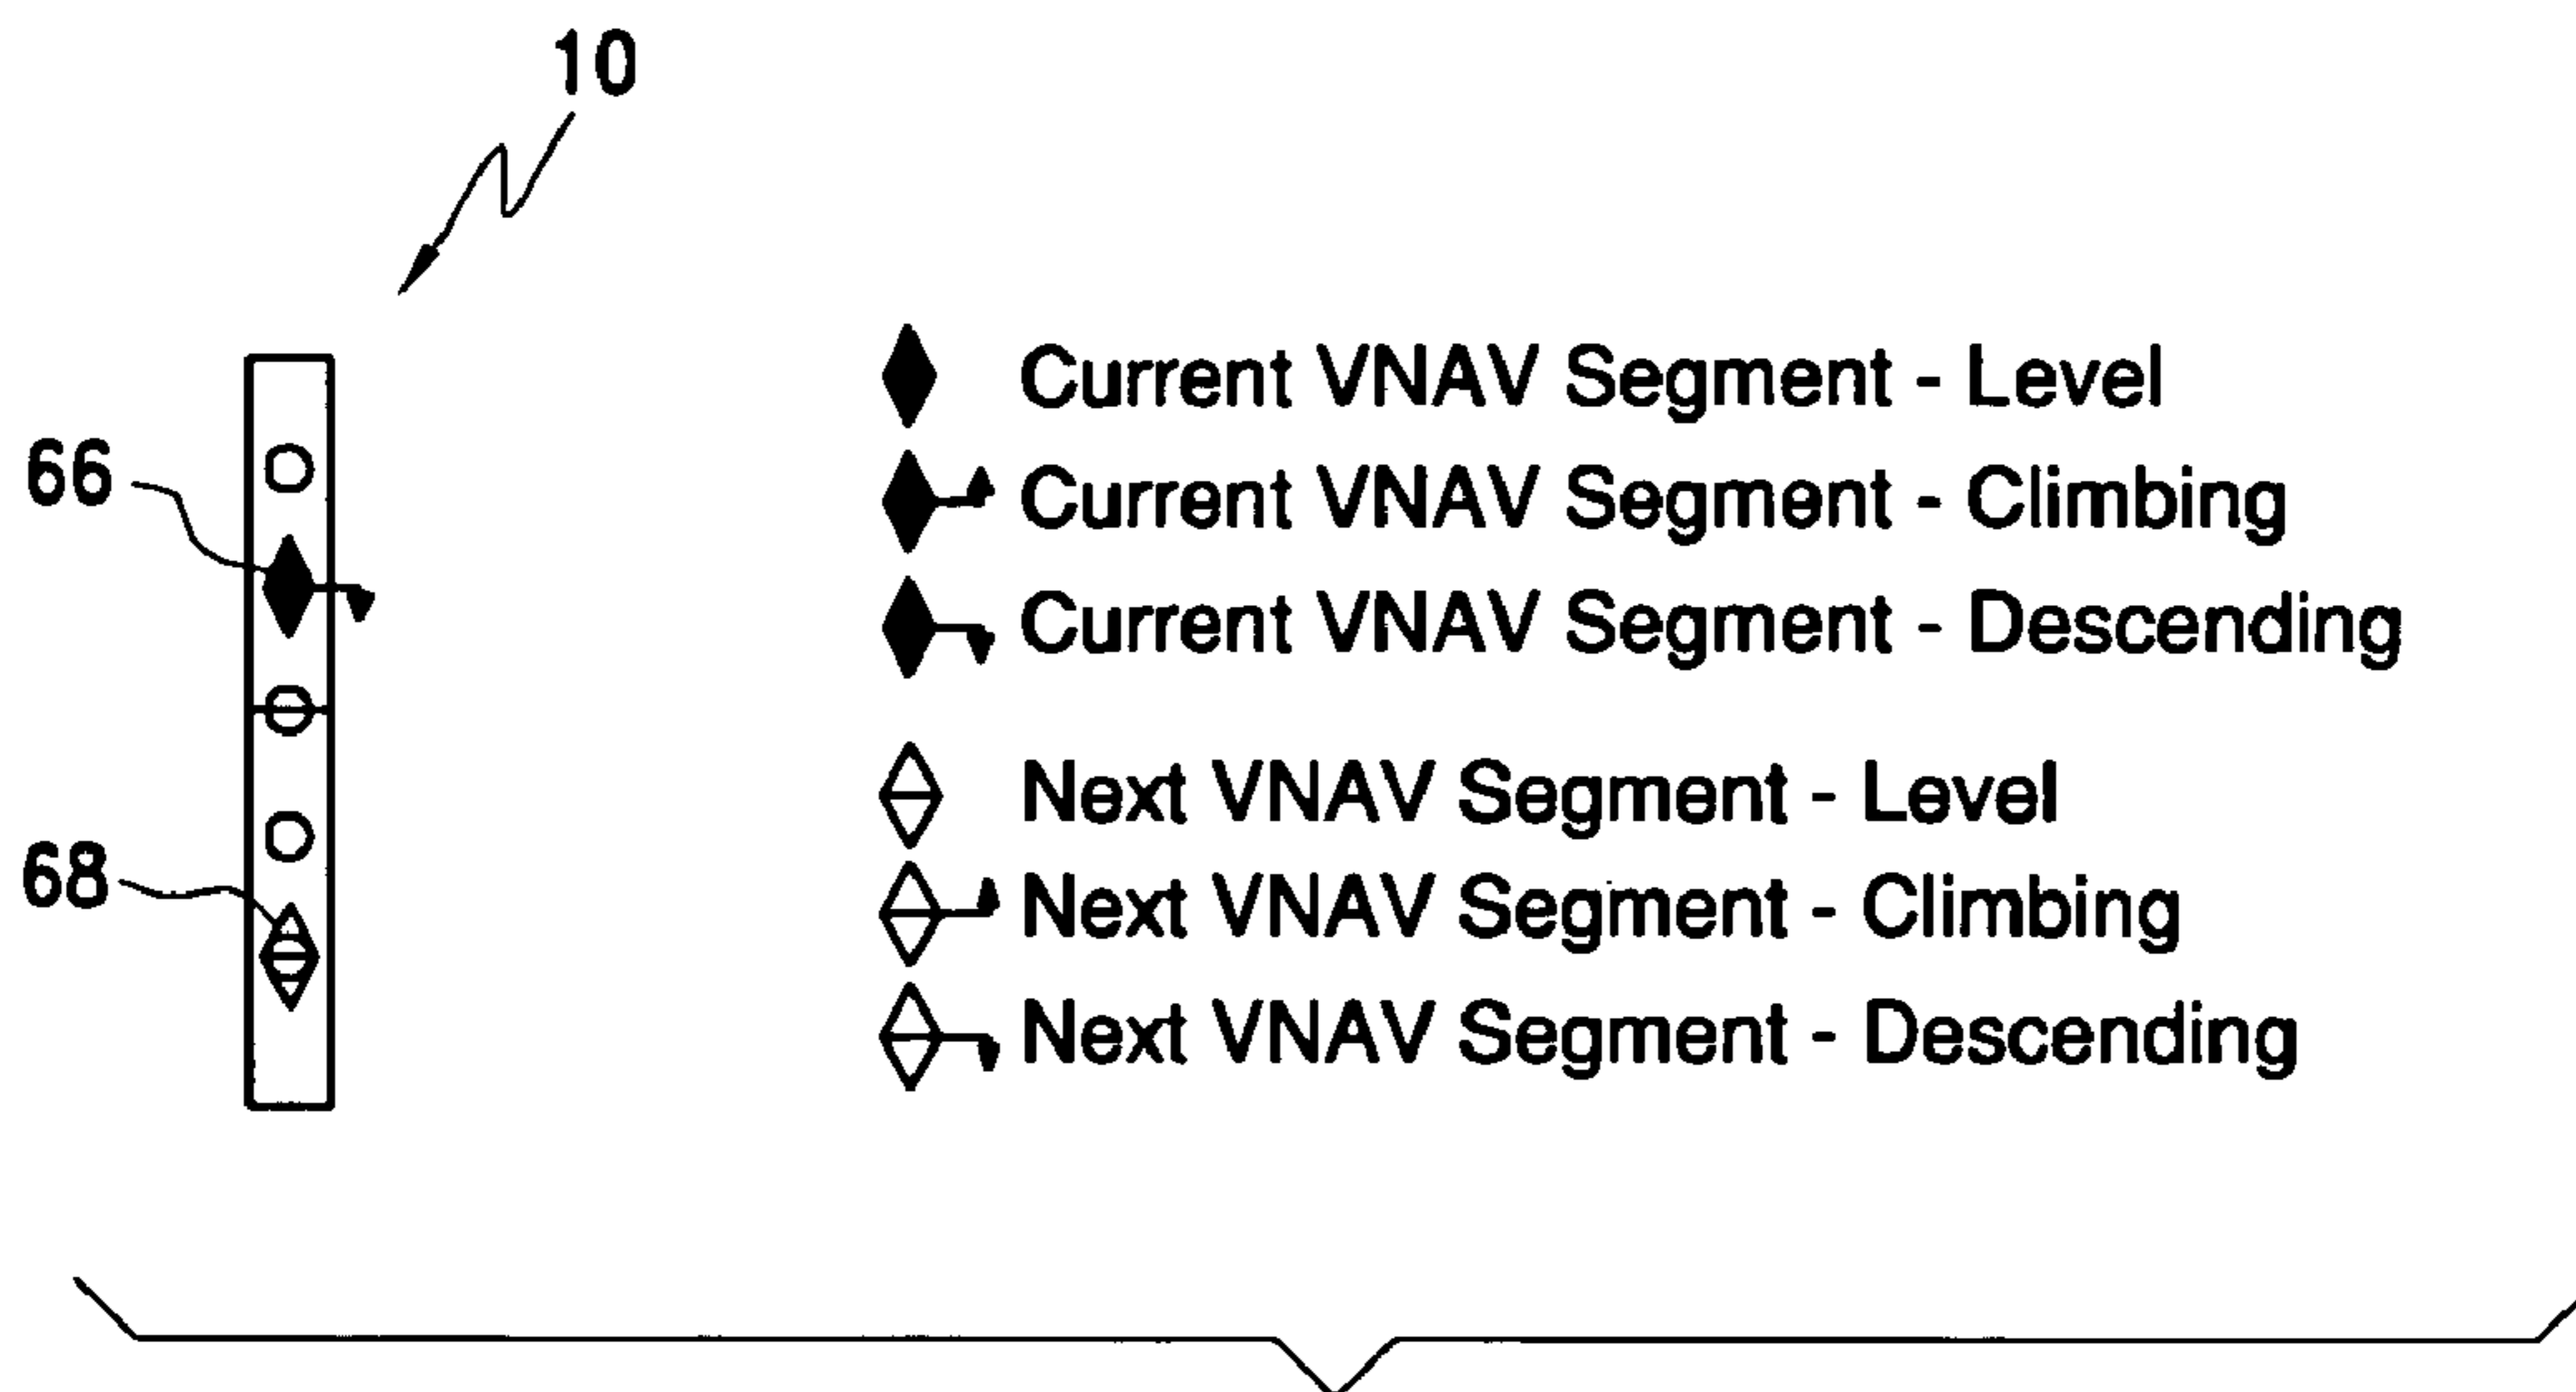 10
66
68
Current VNAV Segment - Level
Current VNAV Segment - Climbing
Current VNAV Segment - Descending
Next VNAV Segment - Level
Next VNAV Segment - Climbing
Next VNAV Segment - Descending